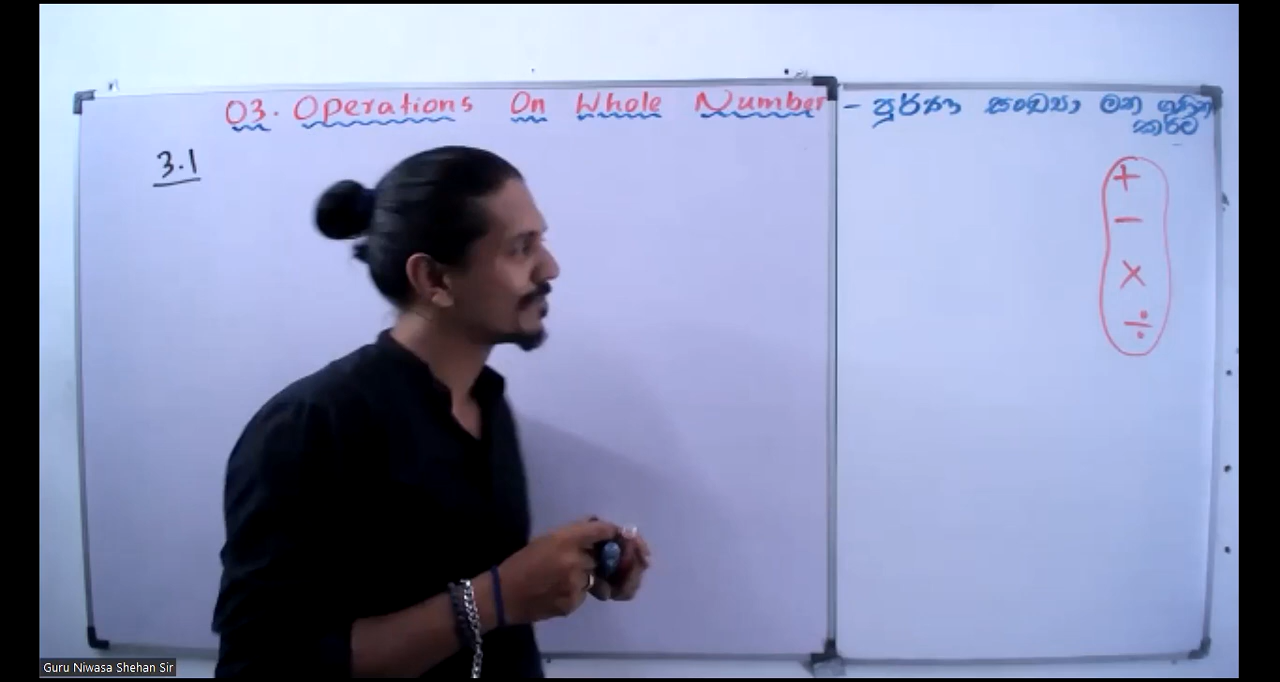 03. Operations On Whole Number - පූර්ණ සංඛ්‍යා මත ගණිත
කර්ම
3.1
+
-
×
÷
Guru Niwasa Shehan Sir